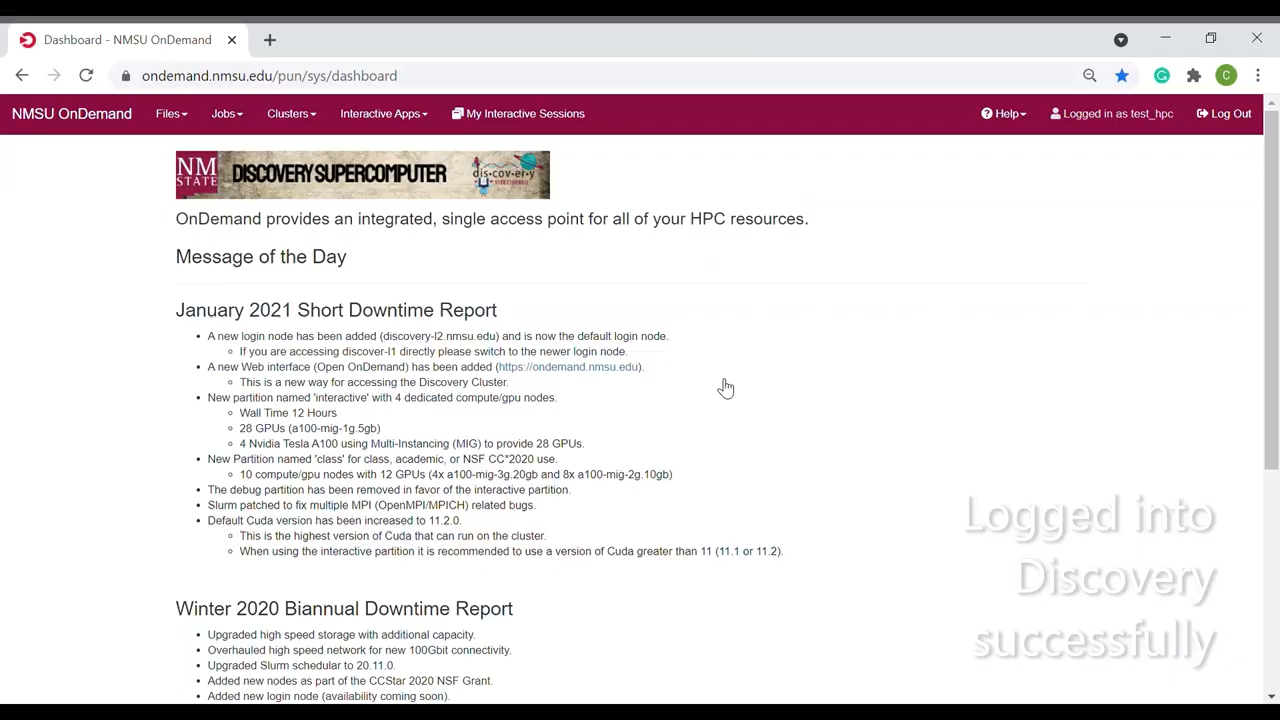 Dashboard - NMSU OnDemand
ondemand.nmsu.edu/pun/sys/dashboard
C
NMSU OnDemand Files Jobs Clusters Interactive Apps My Interactive Sessions Help Logged in as test_hpc Log Out
NM STATE DISCOVERY SUPERCOMPUTER dis•cov•er•y
OnDemand provides an integrated, single access point for all of your HPC resources.
Message of the Day
January 2021 Short Downtime Report
• A new login node has been added (discovery-l2.nmsu.edu) and is now the default login node.
◦ If you are accessing discover-l1 directly please switch to the newer login node.
• A new Web interface (Open OnDemand) has been added (https://ondemand.nmsu.edu).
◦ This is a new way for accessing the Discovery Cluster.
• New partition named 'interactive' with 4 dedicated compute/gpu nodes.
◦ Wall Time 12 Hours
◦ 28 GPUs (a100-mig-1g.5gb)
◦ 4 Nvidia Tesla A100 using Multi-Instancing (MIG) to provide 28 GPUs.
• New Partition named 'class' for class, academic, or NSF CC*2020 use.
◦ 10 compute/gpu nodes with 12 GPUs (4x a100-mig-3g.20gb and 8x a100-mig-2g.10gb)
• The debug partition has been removed in favor of the interactive partition.
• Slurm patched to fix multiple MPI (OpenMPI/MPICH) related bugs.
• Default Cuda version has been increased to 11.2.0.
◦ This is the highest version of Cuda that can run on the cluster.
◦ When using the interactive partition it is recommended to use a version of Cuda greater than 11 (11.1 or 11.2).
Winter 2020 Biannual Downtime Report
• Upgraded high speed storage with additional capacity.
• Overhauled high speed network for new 100Gbit connectivity.
• Upgraded Slurm schedular to 20.11.0.
• Added new nodes as part of the CCStar 2020 NSF Grant.
• Added new login node (availability coming soon).
Logged into
Discovery
successfully